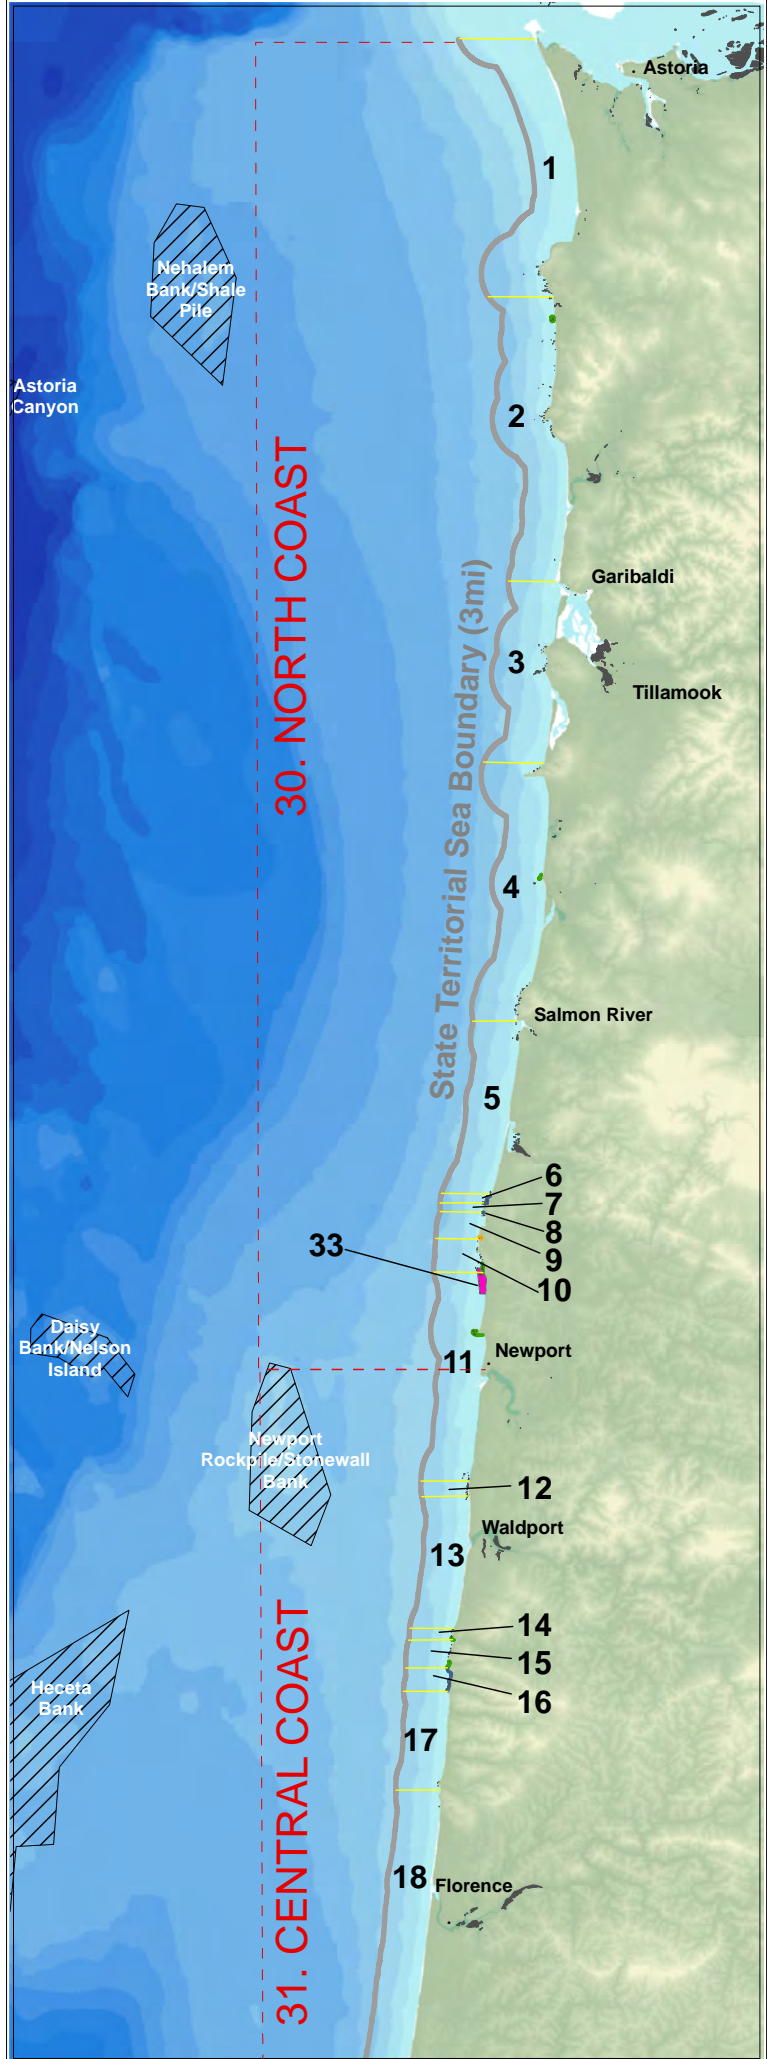 Astoria
1
Nehalem
Bank/Shale
Pile
Astoria
Canyon
2
30. NORTH COAST
Garibaldi
State Territorial Sea Boundary (3mi)
3
Tillamook
4
Salmon River
5
6
7
8
33
9
10
Daisy
Bank/Nelson
Island
11
Newport
Newport
Rockpile/Stonewall
Bank
12
Waldport
13
31. CENTRAL COAST
14
15
16
Heceta
Bank
17
18
Florence